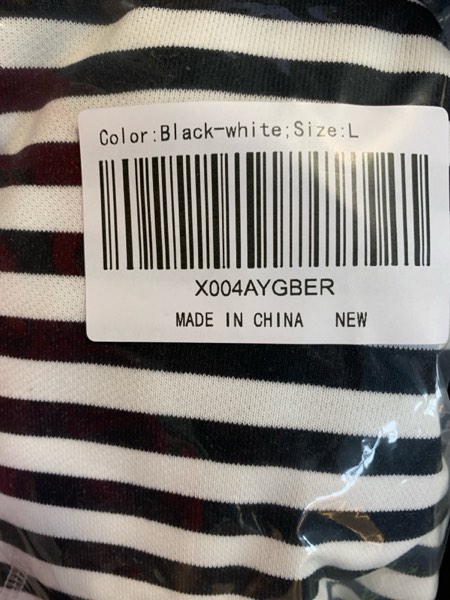 Color:Black-white;Size:L
X004AYGBER
MADE IN CHINA NEW